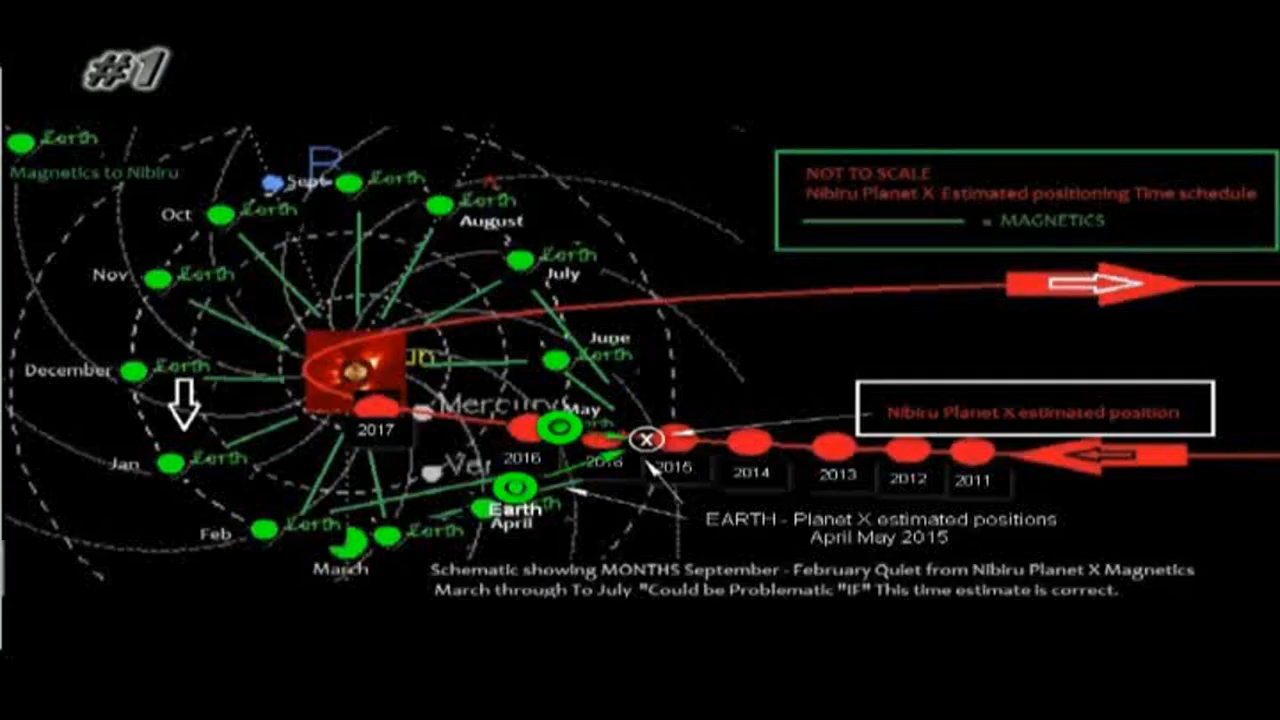 #1
Earth
Magnetics to Nibiru
B
Sept
Earth
Oct
Earth
Earth
August
Nov
Earth
Earth
July
NOT TO SCALE
Nibiru Planet X Estimated positioning Time schedule
= MAGNETICS
June
Earth
December
Earth
Mercury
May
Nibiru Planet X estimated position
2017
2016
X
2015
2014
2013
2012
2011
Jan
Earth
Earth
April
Feb
Earth
Earth
March
EARTH - Planet X estimated positions
April May 2015
Schematic showing MONTHS September - February Quiet from Nibiru Planet X Magnetics
March through To July "Could be Problematic "IF" This time estimate is correct.